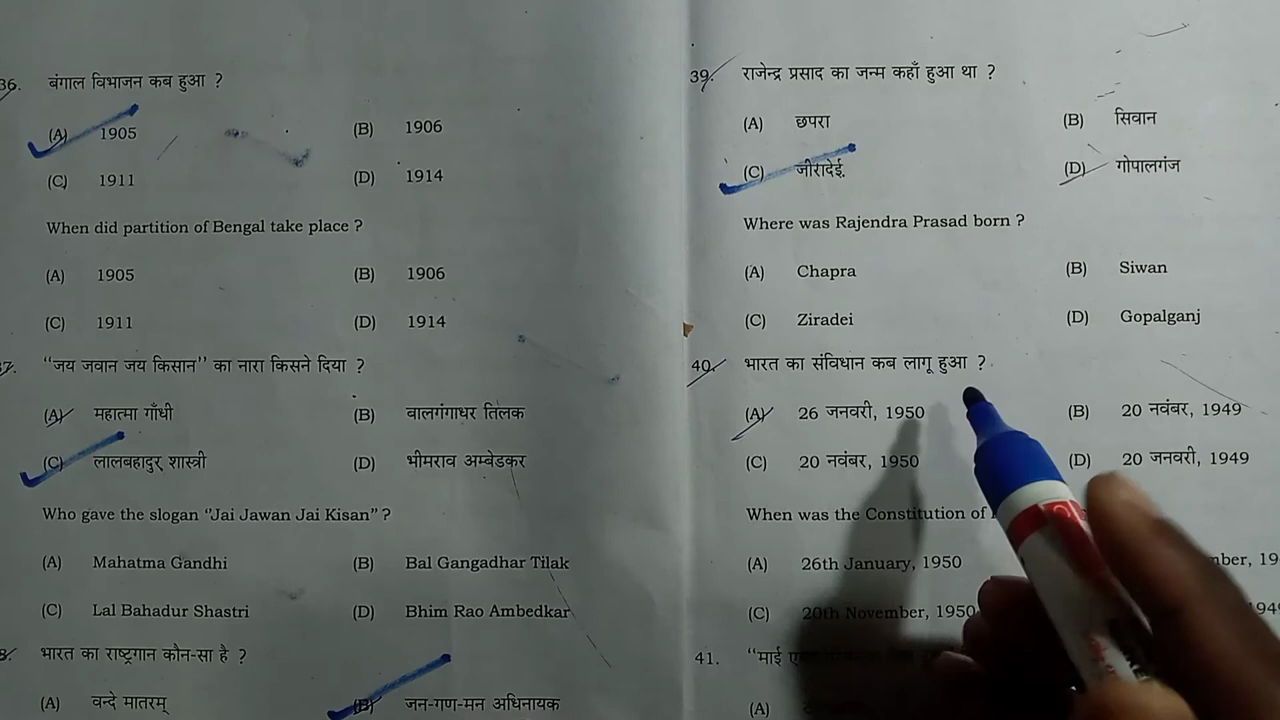 36. बंगाल विभाजन कब हुआ ?
(A) 1905 (B) 1906
(C) 1911 (D) 1914
When did partition of Bengal take place ?
(A) 1905 (B) 1906
(C) 1911 (D) 1914
37. “जय जवान जय किसान” का नारा किसने दिया ?
(A) महात्मा गाँधी (B) बालगंगाधर तिलक
(C) लालबहादुर शास्त्री (D) भीमराव अम्बेडकर
Who gave the slogan “Jai Jawan Jai Kisan” ?
(A) Mahatma Gandhi (B) Bal Gangadhar Tilak
(C) Lal Bahadur Shastri (D) Bhim Rao Ambedkar
8. भारत का राष्ट्रगान कौन-सा है ?
(A) वन्दे मातरम् (B) जन-गण-मन अधिनायक
39. राजेन्द्र प्रसाद का जन्म कहाँ हुआ था ?
(A) छपरा (B) सिवान
(C) जीरादेई. (D) गोपालगंज
Where was Rajendra Prasad born ?
(A) Chapra (B) Siwan
(C) Ziradei (D) Gopalganj
40. भारत का संविधान कब लागू हुआ ?
(A) 26 जनवरी, 1950 (B) 20 नवंबर, 1949
(C) 20 नवंबर, 1950 (D) 20 जनवरी, 1949
When was the Constitution of
(A) 26th January, 1950
(C) 20th November, 1950
41. “माई
(A)